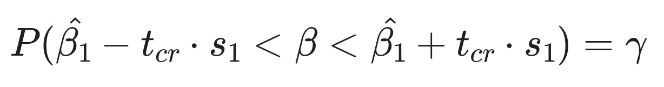 P(β̂₁ − t_cr · s₁ < β < β̂₁ + t_cr · s₁) = γ